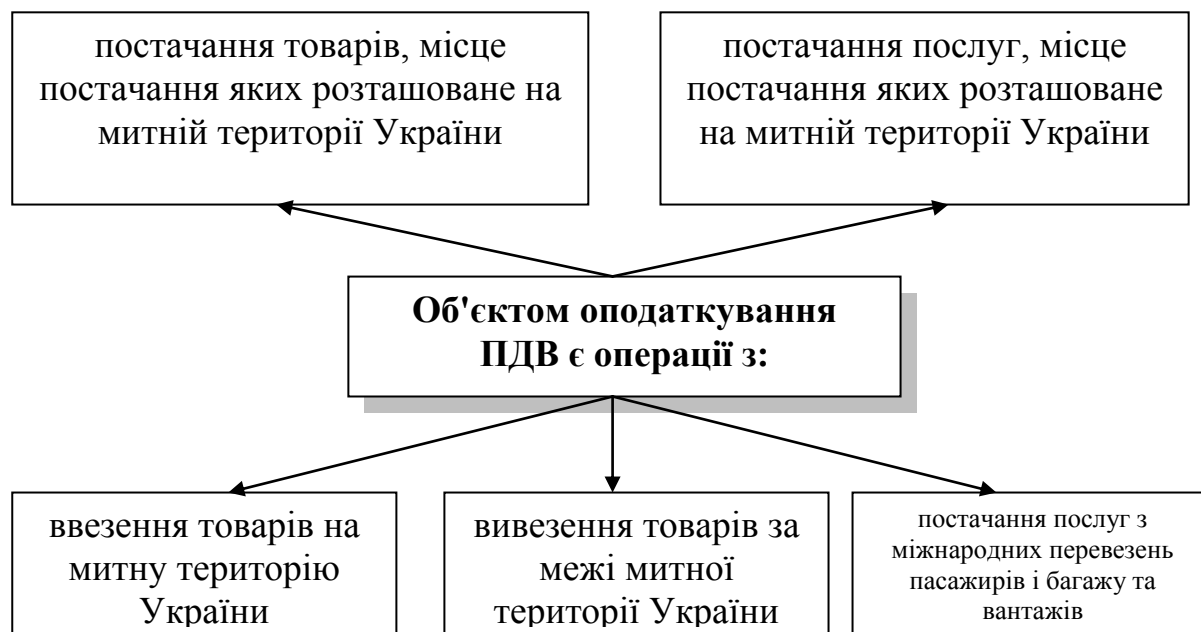 постачання товарів, місце
постачання яких розташоване на
митній території України
постачання послуг, місце
постачання яких розташоване
на митній території України
Об'єктом оподаткування
ПДВ є операції з:
ввезення товарів на
митну територію
України
вивезення товарів за
межі митної
території України
постачання послуг з
міжнародних перевезень
пасажирів і багажу та
вантажів